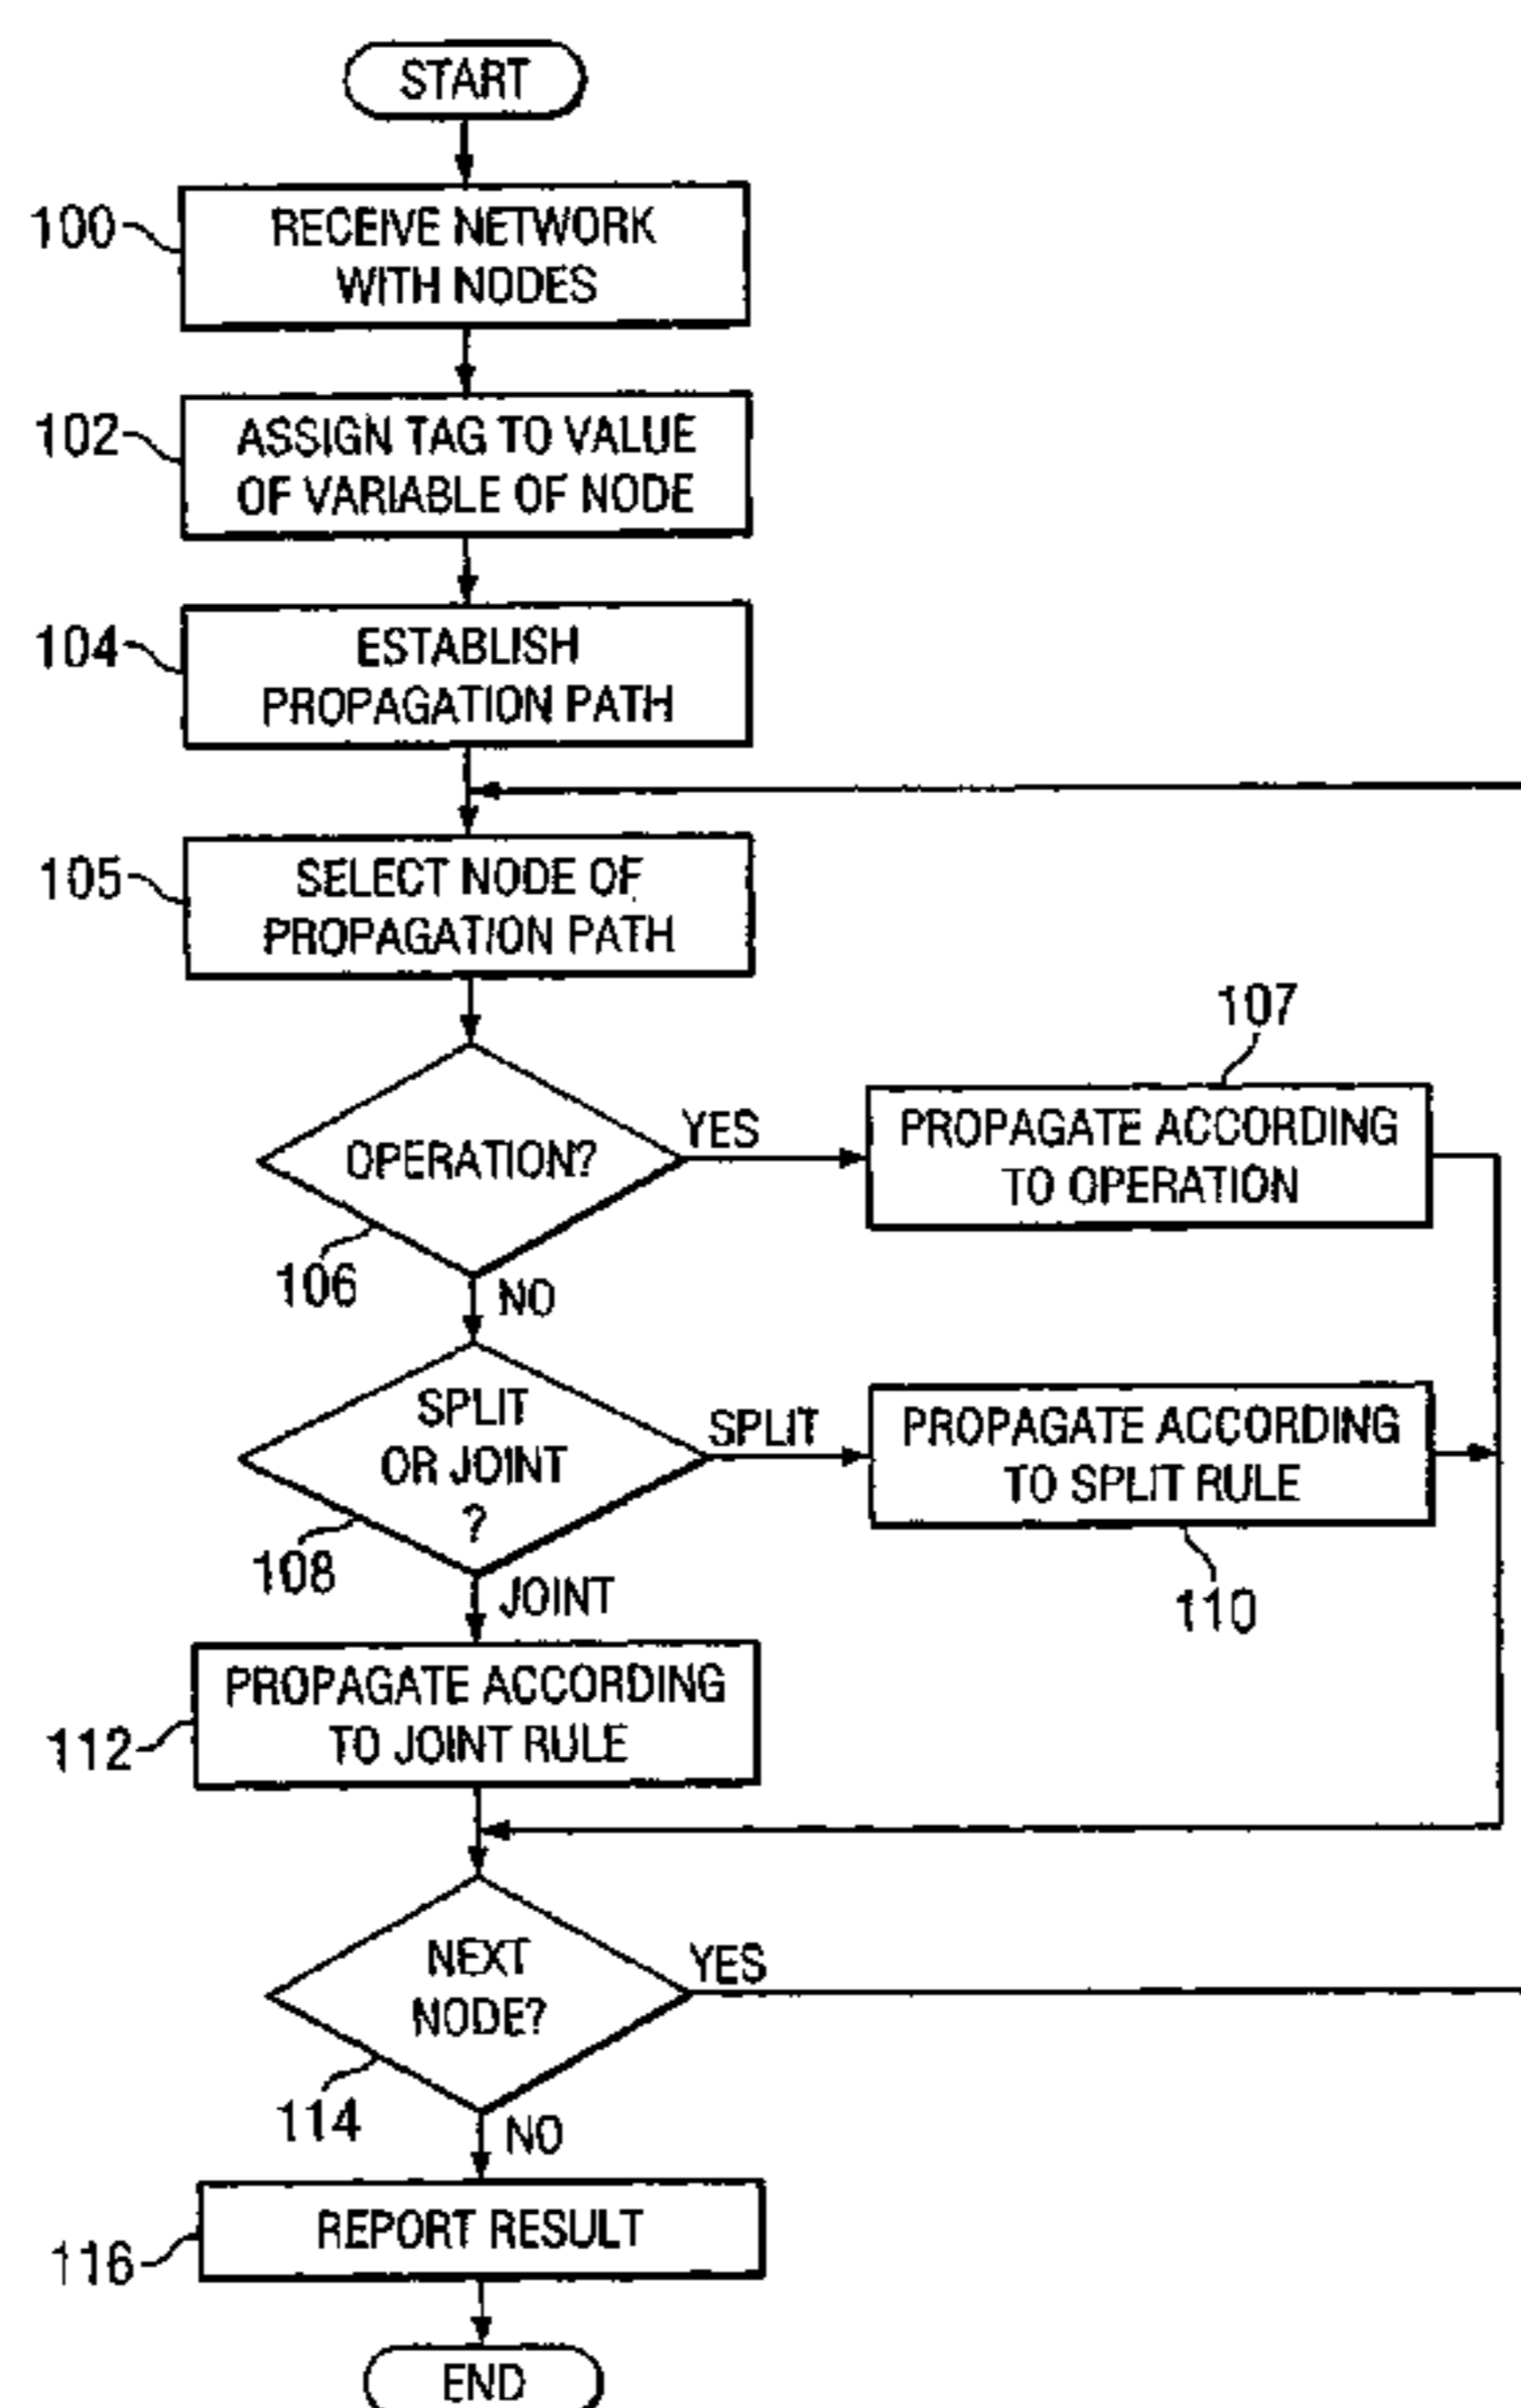 START
100
RECEIVE NETWORK
WITH NODES
102
ASSIGN TAG TO VALUE
OF VARIABLE OF NODE
104
ESTABLISH
PROPAGATION PATH
105
SELECT NODE OF
PROPAGATION PATH
107
OPERATION?
YES
PROPAGATE ACCORDING
TO OPERATION
106
NO
SPLIT
OR JOINT
?
SPLIT
PROPAGATE ACCORDING
TO SPLIT RULE
108
110
JOINT
PROPAGATE ACCORDING
TO JOINT RULE
112
NEXT
NODE?
YES
114
NO
REPORT RESULT
116
END